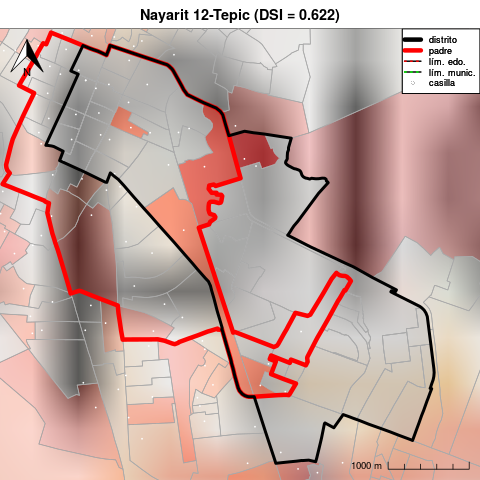 Nayarit 12-Tepic (DSI = 0.622)
N
distrito
padre
lím. edo.
lím. munic.
casilla
1000 m